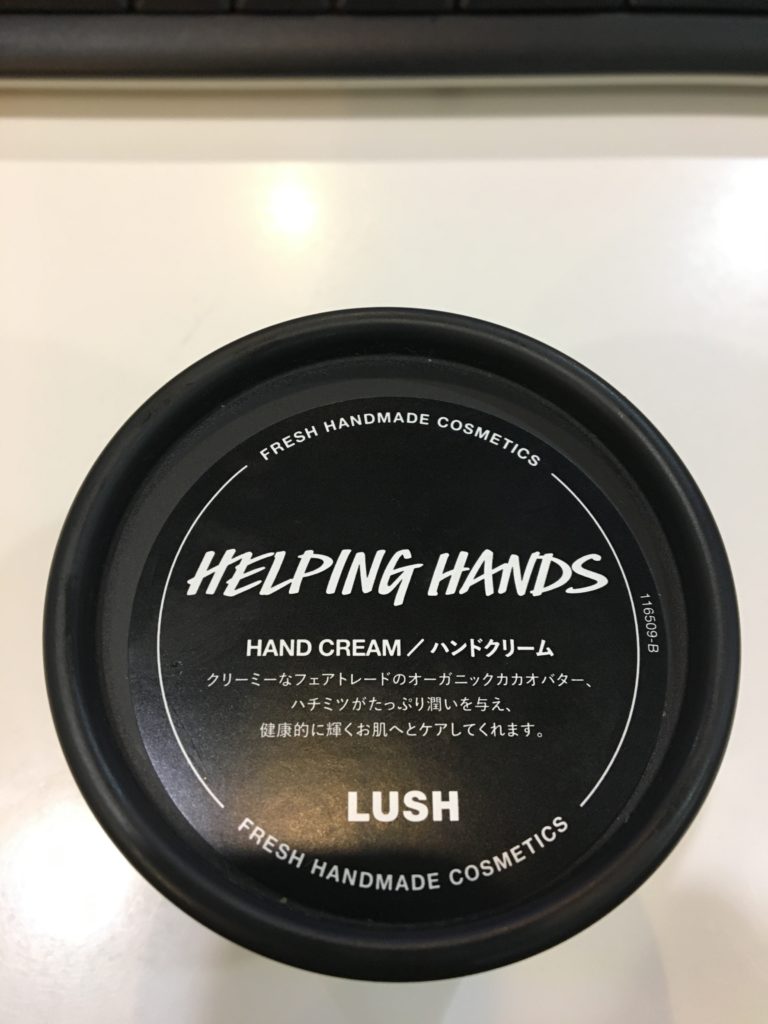 FRESH HANDMADE COSMETICS
HELPING HANDS
116509-B
HAND CREAM / ハンドクリーム
クリーミーなフェアトレードのオーガニックカカオバター、
ハチミツがたっぷり潤いを与え、
健康的に輝くお肌へとケアしてくれます。
LUSH
FRESH HANDMADE COSMETICS